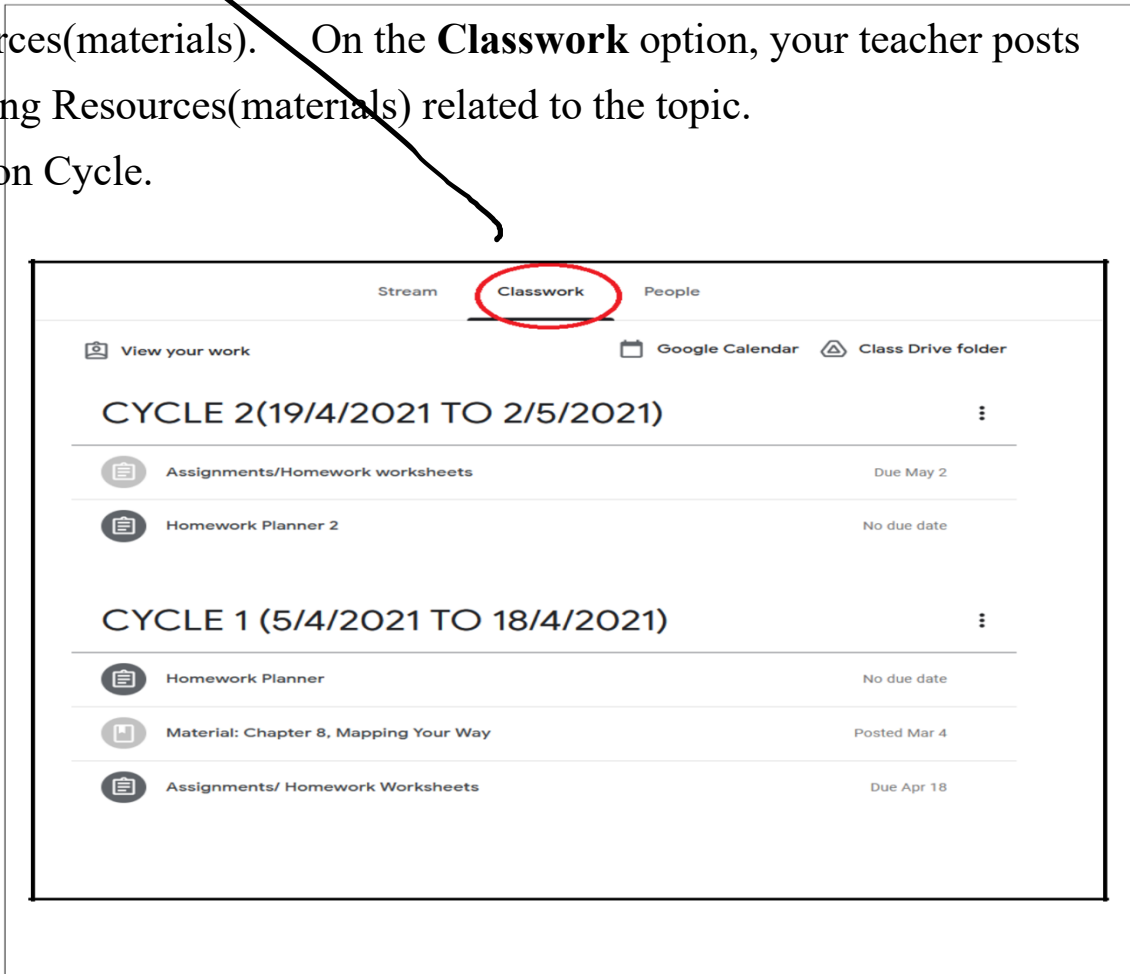 (materials). On the Classwork option, your teacher posts
Resources(materials) related to the topic.
Cycle.
Stream Classwork People
View your work Google Calendar Class Drive folder
CYCLE 2(19/4/2021 TO 2/5/2021)
Assignments/Homework worksheets Due May 2
Homework Planner 2 No due date
CYCLE 1 (5/4/2021 TO 18/4/2021)
Homework Planner No due date
Material: Chapter 8, Mapping Your Way Posted Mar 4
Assignments/ Homework Worksheets Due Apr 18